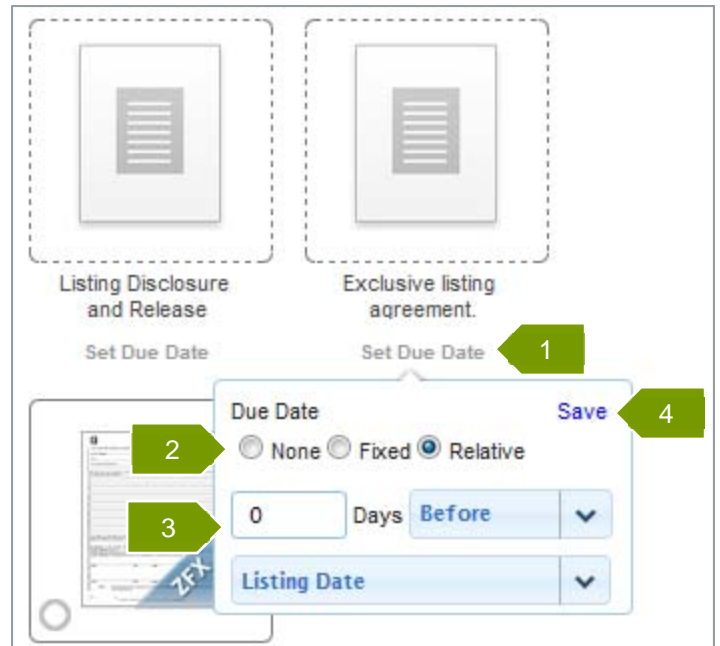 Listing Disclosure
and Release
Exclusive listing
agreement.
Set Due Date
Set Due Date
1
Due Date
Save
4
2
None Fixed Relative
3
0 Days Before
Listing Date
ZFX